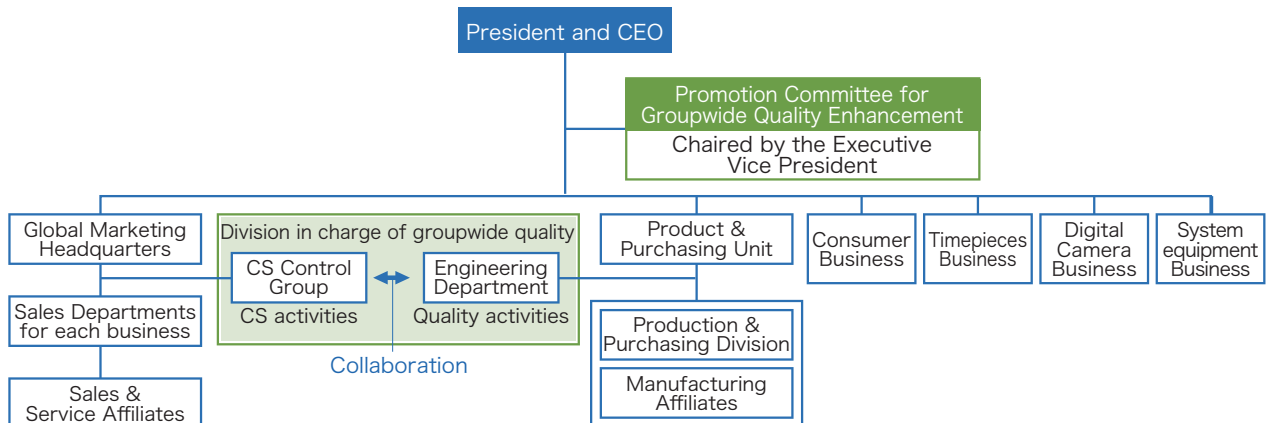 President and CEO
Promotion Committee for
Groupwide Quality Enhancement
Chaired by the Executive
Vice President
Global Marketing
Headquarters
Division in charge of groupwide quality
CS Control
Group
CS activities
Engineering
Department
Quality activities
Collaboration
Product &
Purchasing Unit
Consumer
Business
Timepieces
Business
Digital
Camera
Business
System
equipment
Business
Sales Departments
for each business
Production &
Purchasing Division
Sales &
Service Affiliates
Manufacturing
Affiliates